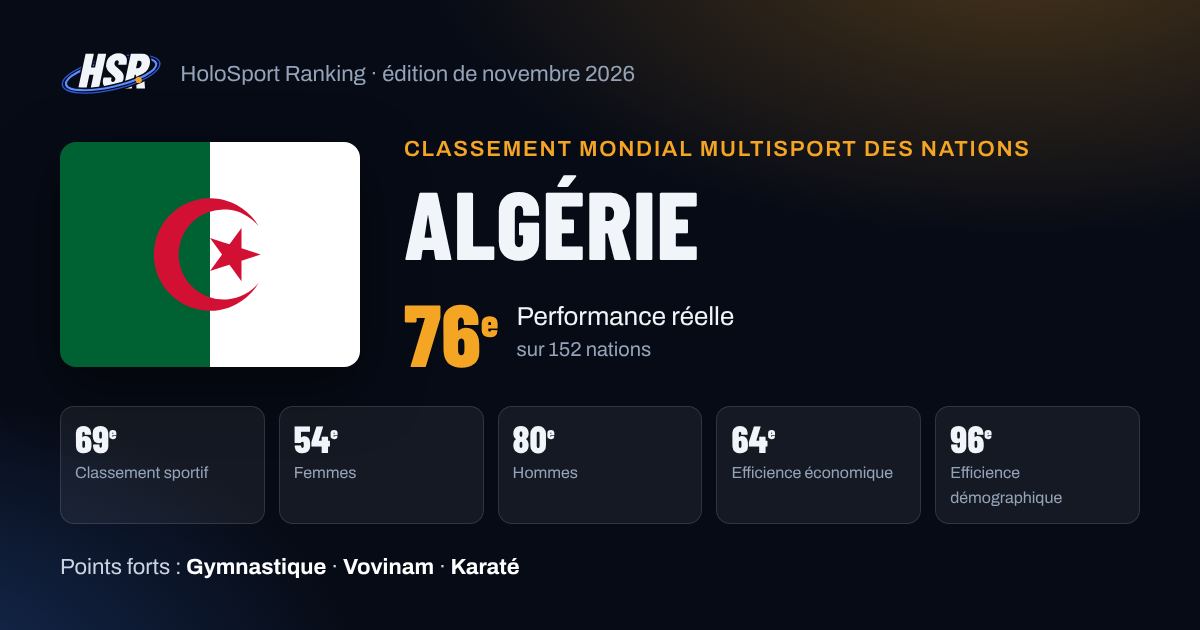 HSR
HoloSport Ranking · édition de novembre 2026
CLASSEMENT MONDIAL MULTISPORT DES NATIONS
ALGÉRIE
76e
Performance réelle
sur 152 nations
69e
Classement sportif
54e
Femmes
80e
Hommes
64e
Efficience économique
96e
Efficience
démographique
Points forts : Gymnastique · Vovinam · Karaté